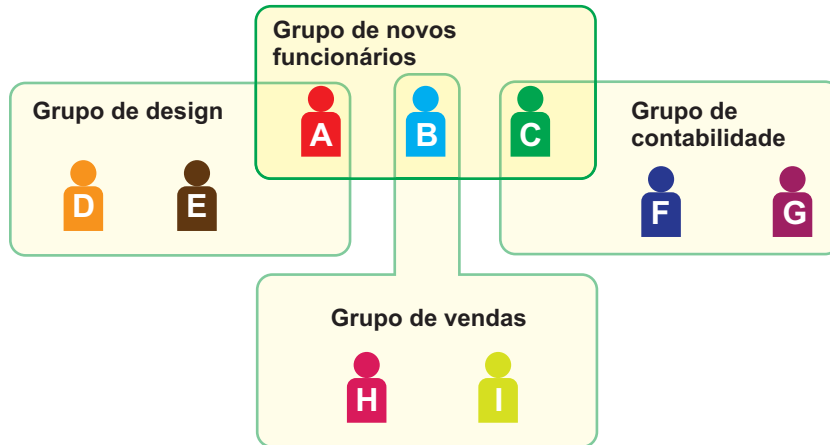 Grupo de novos
funcionários
Grupo de design
A
B
C
Grupo de
contabilidade
D
E
F
G
Grupo de vendas
H
I